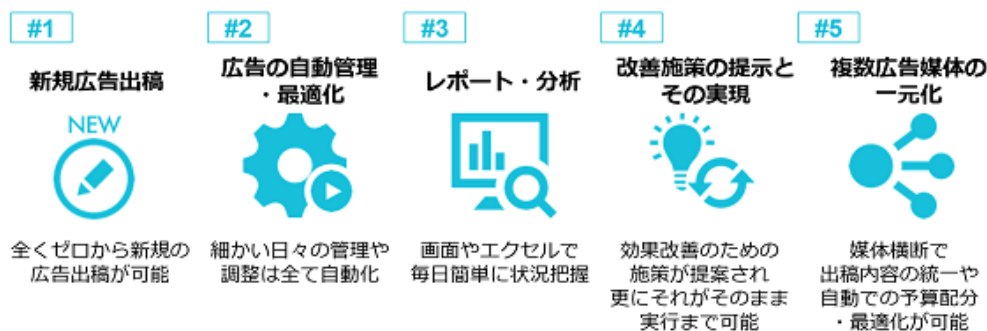 #1
新規広告出稿
NEW
全くゼロから新規の
広告出稿が可能
#2
広告の自動管理
・最適化
細かい日々の管理や
調整は全て自動化
#3
レポート・分析
画面やエクセルで
毎日簡単に状況把握
#4
改善施策の提示と
その実現
効果改善のための
施策が提案され
更にそれがそのまま
実行まで可能
#5
複数広告媒体の
一元化
媒体横断で
出稿内容の統一や
自動での予算配分
・最適化が可能